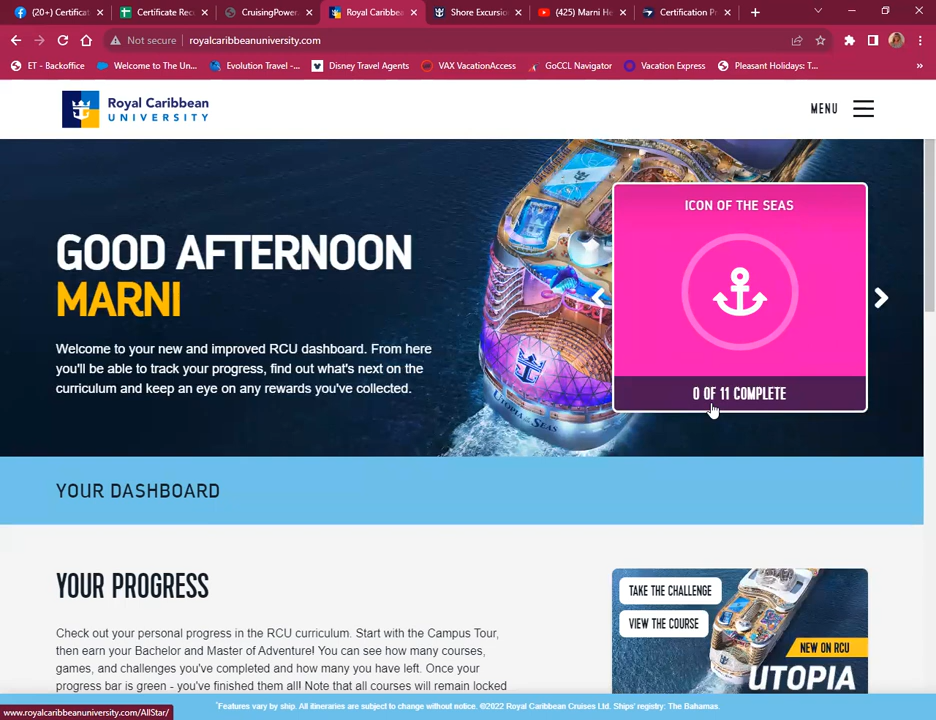 (20+) Certificat
Certificate Rec
CruisingPower
Royal Caribbea
Shore Excursio
(425) Marni He
Certification Pr
Not secure
royalcaribbeanuniversity.com
ET - Backoffice
Welcome to The Un...
Evolution Travel -...
Disney Travel Agents
VAX VacationAccess
GoCCL Navigator
Vacation Express
Pleasant Holidays: T...
»
Royal Caribbean
UNIVERSITY
MENU
ICON OF THE SEAS
0 OF 11 COMPLETE
GOOD AFTERNOON
MARNI
Welcome to your new and improved RCU dashboard. From here
you'll be able to track your progress, find out what's next on the
curriculum and keep an eye on any rewards you've collected.
UTOPIA OF THE SEAS
YOUR DASHBOARD
YOUR PROGRESS
Check out your personal progress in the RCU curriculum. Start with the Campus Tour,
then earn your Bachelor and Master of Adventure! You can see how many courses,
games, and challenges you've completed and how many you have left. Once your
progress bar is green - you've finished them all! Note that all courses will remain locked
TAKE THE CHALLENGE
VIEW THE COURSE
NEW ON RCU
UTOPIA
www.royalcaribbeanuniversity.com/AllStar/
*Features vary by ship. All itineraries are subject to change without notice. ©2022 Royal Caribbean Cruises Ltd. Ships' registry: The Bahamas.